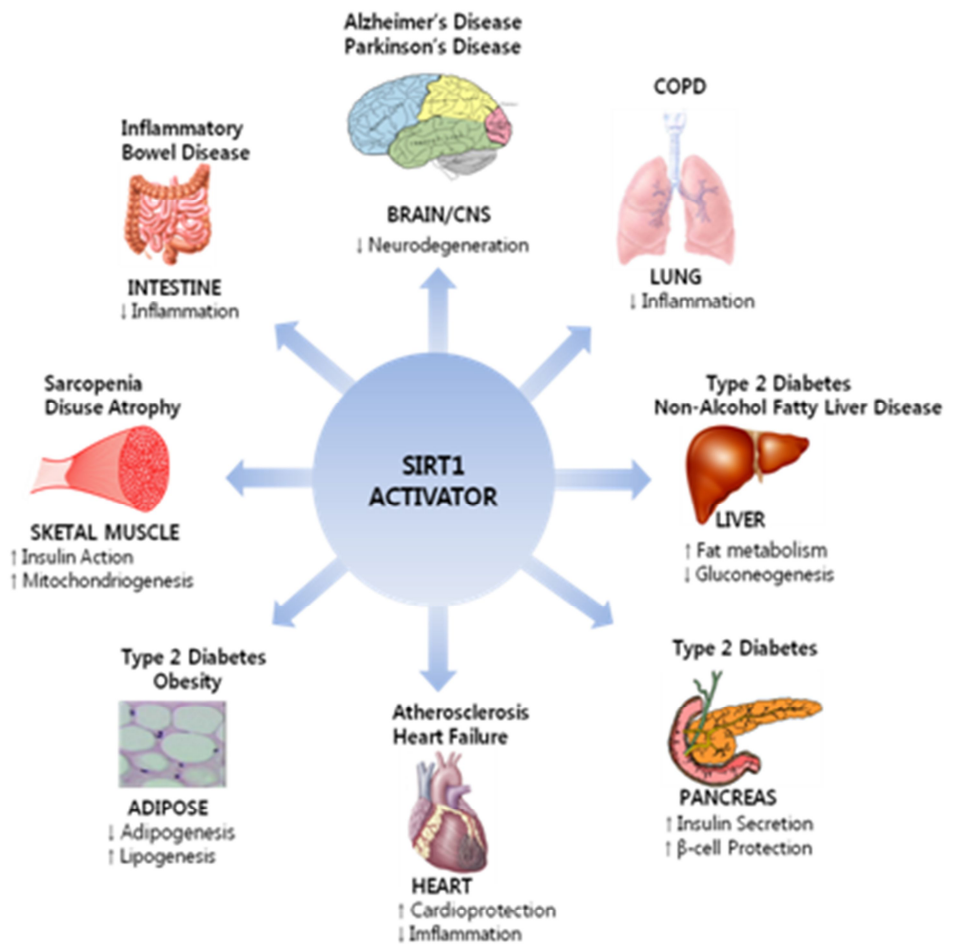 Alzheimer's Disease
Parkinson's Disease
BRAIN/CNS
↓ Neurodegeneration
COPD
LUNG
↓ Inflammation
Inflammatory
Bowel Disease
INTESTINE
↓ Inflammation
Type 2 Diabetes
Non-Alcohol Fatty Liver Disease
LIVER
↑ Fat metabolism
↓ Gluconeogenesis
Sarcopenia
Disuse Atrophy
SKETAL MUSCLE
↑ Insulin Action
↑ Mitochondriogenesis
SIRT1
ACTIVATOR
Type 2 Diabetes
PANCREAS
↑ Insulin Secretion
↑ β-cell Protection
Type 2 Diabetes
Obesity
ADIPOSE
↓ Adipogenesis
↑ Lipogenesis
Atherosclerosis
Heart Failure
HEART
↑ Cardioprotection
↓ Imflammation